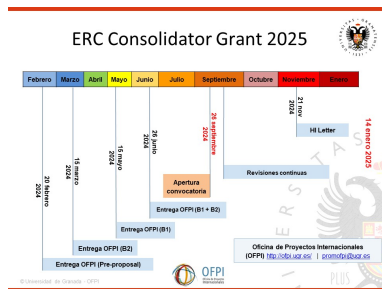 ERC Consolidator Grant 2025
Febrero Marzo Abril Mayo Junio Julio Septiembre Octubre Noviembre Enero
20 febrero
2024
15 marzo
2024
15 mayo
2024
26 junio
2024
26 septiembre
2024
21 nov
2024
14 enero 2025
HI Letter
Revisiones continuas
Apertura
convocatoria
Entrega OFPI (B1 + B2)
Entrega OFPI (B1)
Entrega OFPI (B2)
Entrega OFPI (Pre-proposal)
Oficina de Proyectos Internacionales
(OFPI) http://ofpi.ugr.es/ | promofpi@ugr.es
OFPI
©Universidad de Granada - OFPI
PLUS